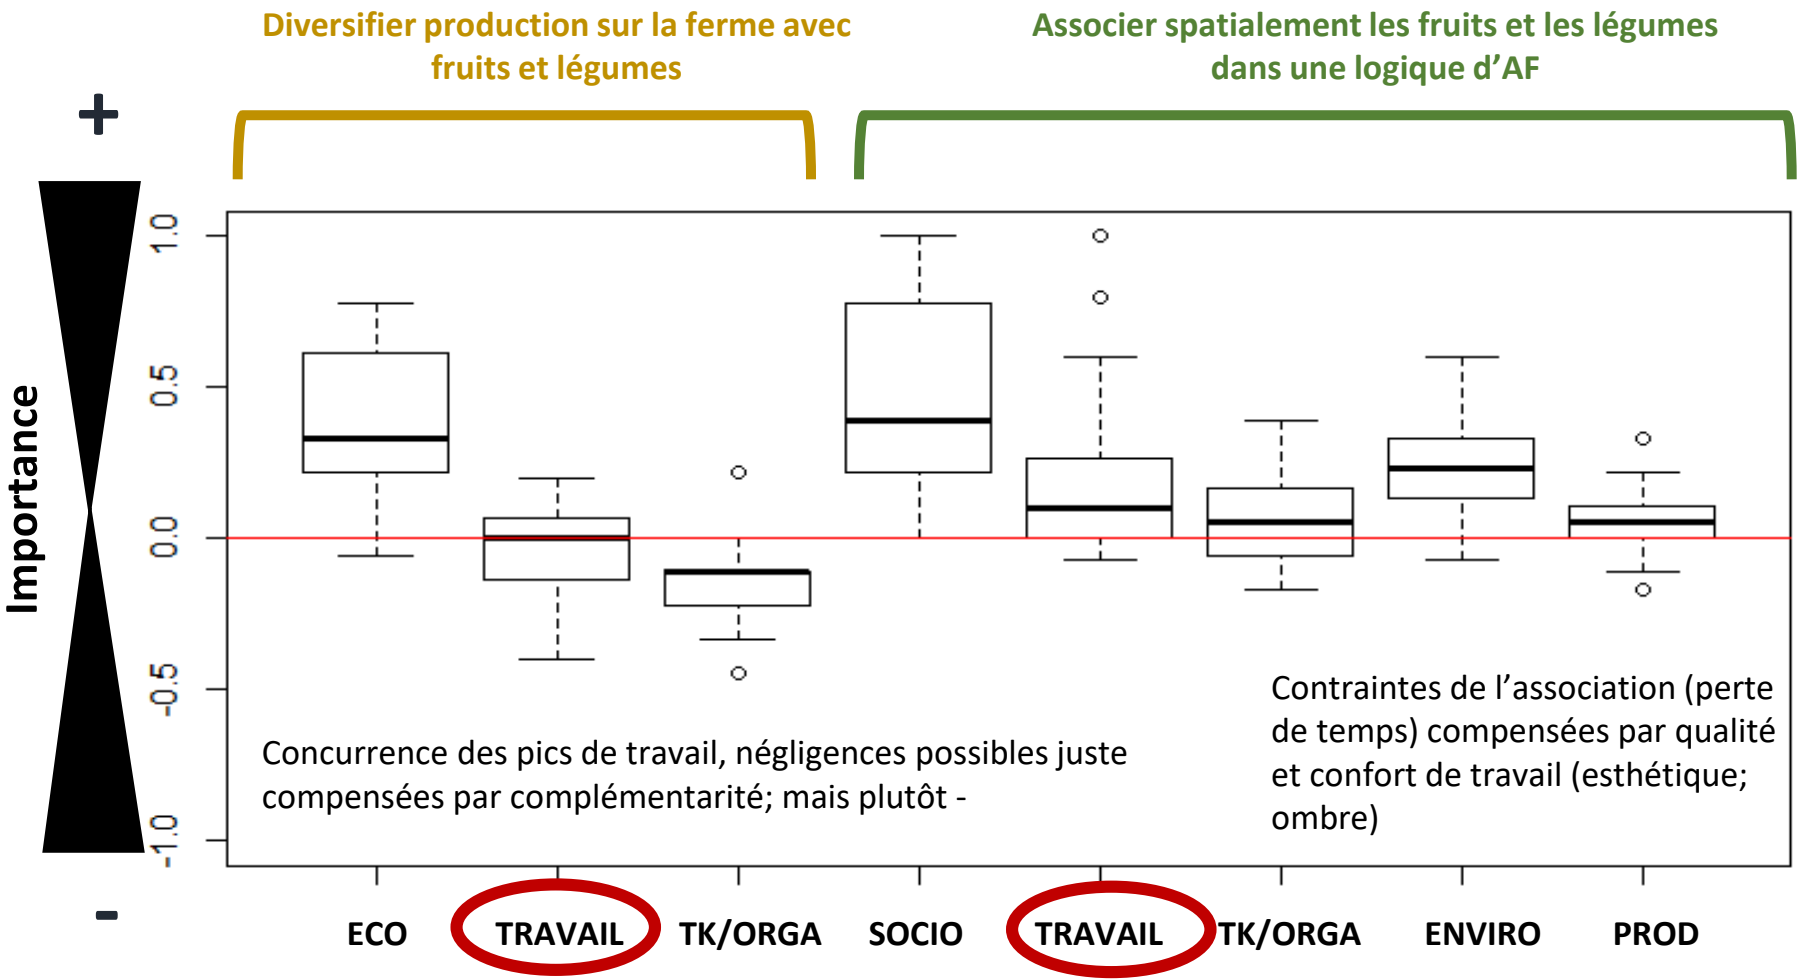 Diversifier production sur la ferme avec
fruits et légumes
Associer spatialement les fruits et les légumes
dans une logique d’AF
+
Importance
-
1.0
0.5
0.0
-0.5
-1.0
Concurrence des pics de travail, négligences possibles juste
compensées par complémentarité; mais plutôt -
Contraintes de l’association (perte
de temps) compensées par qualité
et confort de travail (esthétique;
ombre)
ECO TRAVAIL TK/ORGA SOCIO TRAVAIL TK/ORGA ENVIRO PROD